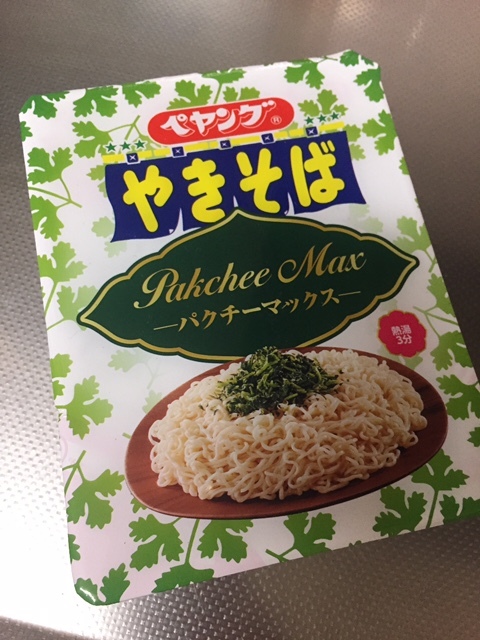 ペヤング®
やきそば
Pakchee Max
―パクチーマックス―
熱湯
3分